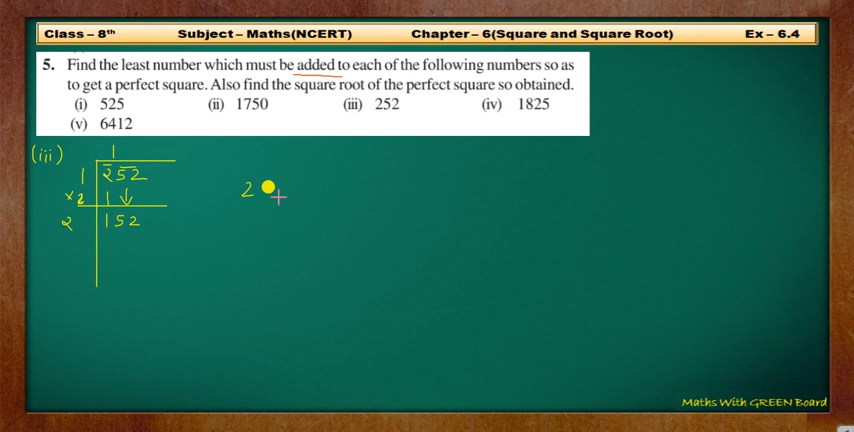 Class – 8th Subject – Maths(NCERT) Chapter – 6(Square and Square Root) Ex – 6.4
5. Find the least number which must be added to each of the following numbers so as
to get a perfect square. Also find the square root of the perfect square so obtained.
(i) 525 (ii) 1750 (iii) 252 (iv) 1825
(v) 6412
(iii) 1
1 252
×2 1 ↓ 2
2 152
Maths With GREEN Board